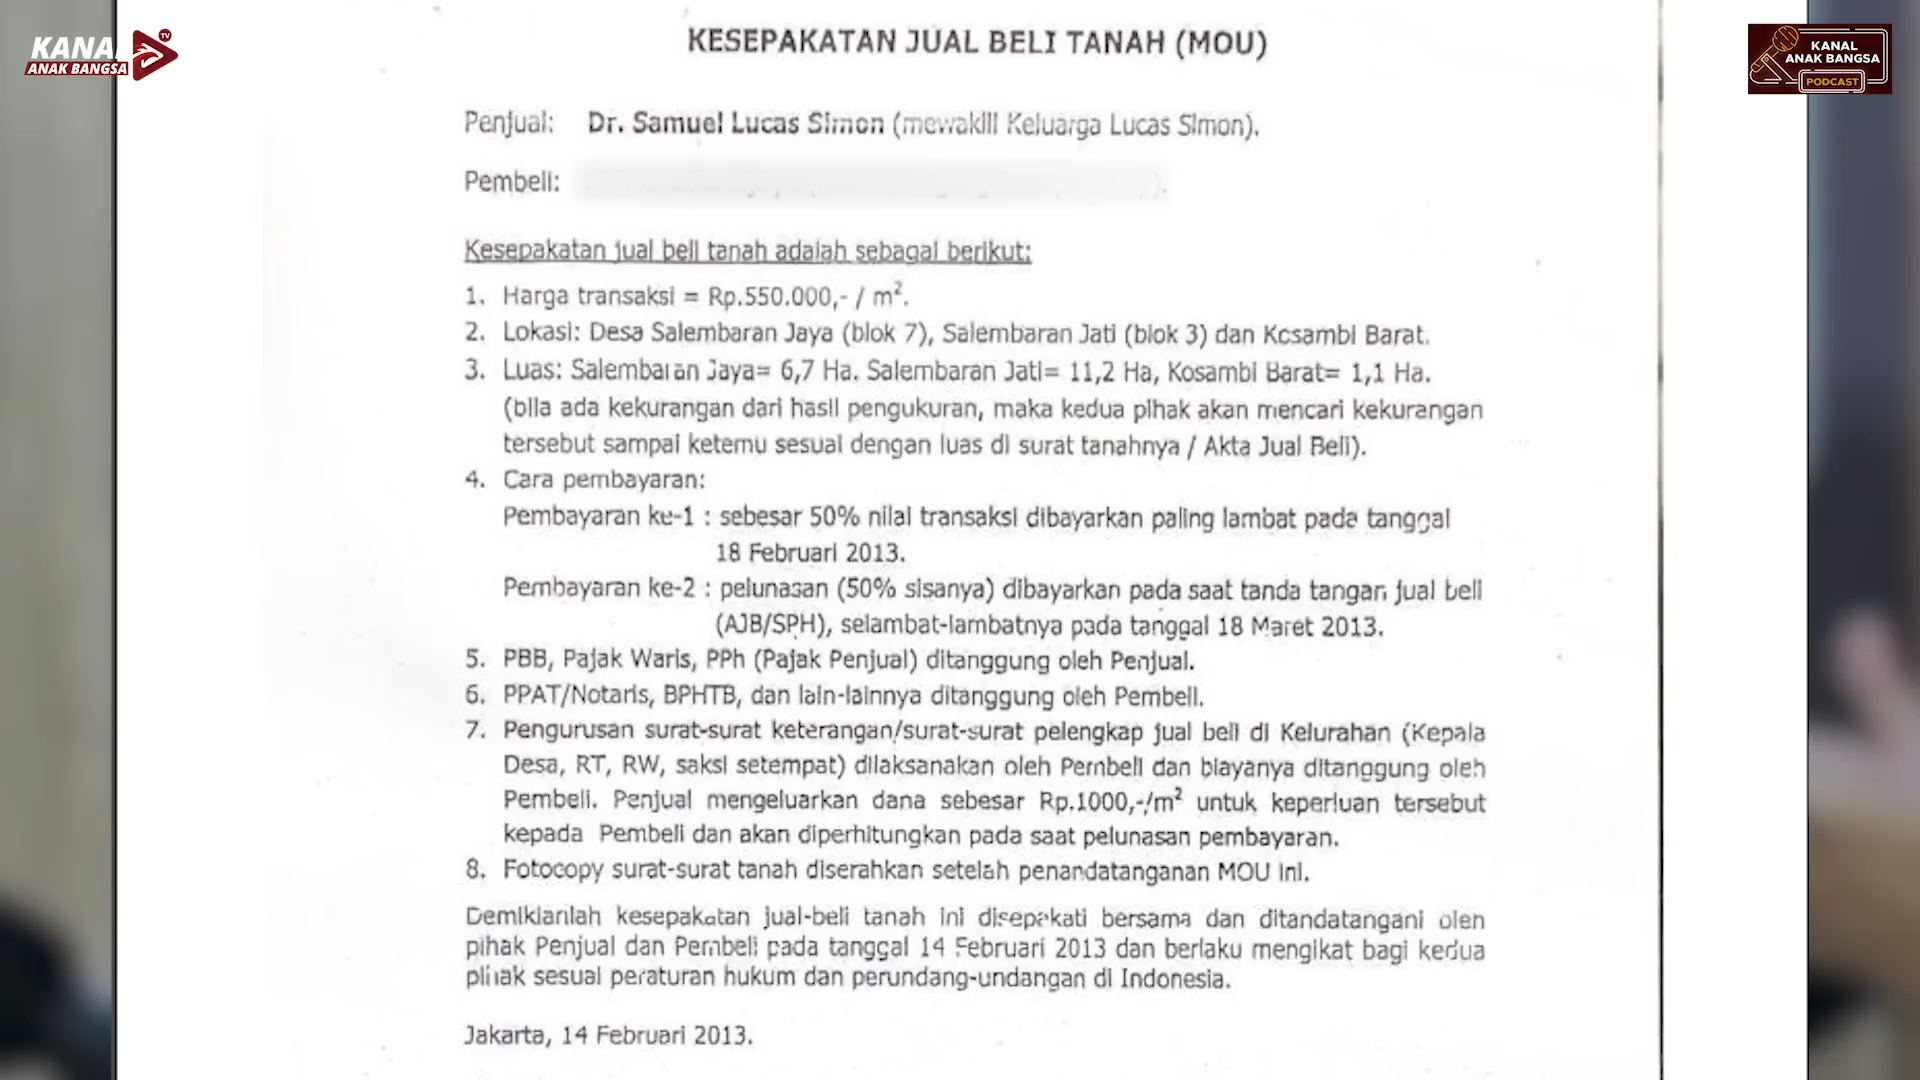 KANAL
TV
ANAK BANGSA
KANAL
ANAK BANGSA
PODCAST
KESEPAKATAN JUAL BELI TANAH (MOU)
Penjual: Dr. Samuel Lucas Simon (mewakili Keluarga Lucas Simon).
Pembeli:
Kesepakatan jual beli tanah adalah sebagai berikut:
1. Harga transaksi = Rp.550.000,- / m².
2. Lokasi: Desa Salembaran Jaya (blok 7), Salembaran Jati (blok 3) dan Kosambi Barat.
3. Luas: Salembaran Jaya= 6,7 Ha. Salembaran Jati= 11,2 Ha, Kosambi Barat= 1,1 Ha.
(bila ada kekurangan dari hasil pengukuran, maka kedua pihak akan mencari kekurangan
tersebut sampai ketemu sesuai dengan luas di surat tanahnya / Akta Jual Beli).
4. Cara pembayaran:
Pembayaran ke-1 : sebesar 50% nilai transaksi dibayarkan paling lambat pada tanggal
18 Februari 2013.
Pembayaran ke-2 : pelunasan (50% sisanya) dibayarkan pada saat tanda tangan jual beli
(AJB/SPH), selambat-lambatnya pada tanggal 18 Maret 2013.
5. PBB, Pajak Waris, PPh (Pajak Penjual) ditanggung oleh Penjual.
6. PPAT/Notaris, BPHTB, dan lain-lainnya ditanggung oleh Pembeli.
7. Pengurusan surat-surat keterangan/surat-surat pelengkap jual beli di Kelurahan (Kepala
Desa, RT, RW, saksi setempat) dilaksanakan oleh Pembeli dan biayanya ditanggung oleh
Pembeli. Penjual mengeluarkan dana sebesar Rp.1000,-/m² untuk keperluan tersebut
kepada Pembeli dan akan diperhitungkan pada saat pelunasan pembayaran.
8. Fotocopy surat-surat tanah diserahkan setelah penandatanganan MOU ini.
Demikianlah kesepakatan jual-beli tanah ini disepakati bersama dan ditandatangani oleh
pihak Penjual dan Pembeli pada tanggal 14 Februari 2013 dan berlaku mengikat bagi kedua
pihak sesuai peraturan hukum dan perundang-undangan di Indonesia.
Jakarta, 14 Februari 2013.